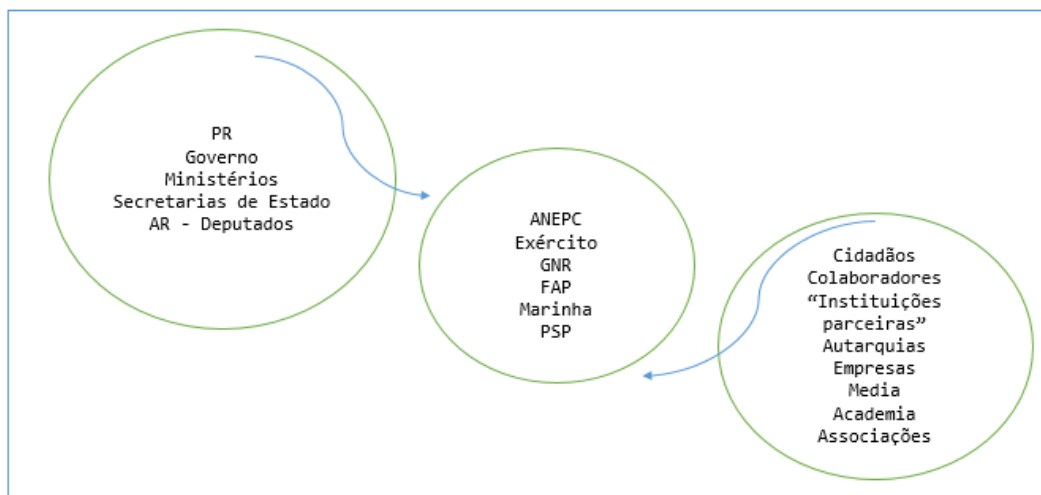 PR
Governo
Ministérios
Secretarias de Estado
AR - Deputados
ANEPC
Exército
GNR
FAP
Marinha
PSP
Cidadãos
Colaboradores
“Instituições
parceiras”
Autarquias
Empresas
Media
Academia
Associações